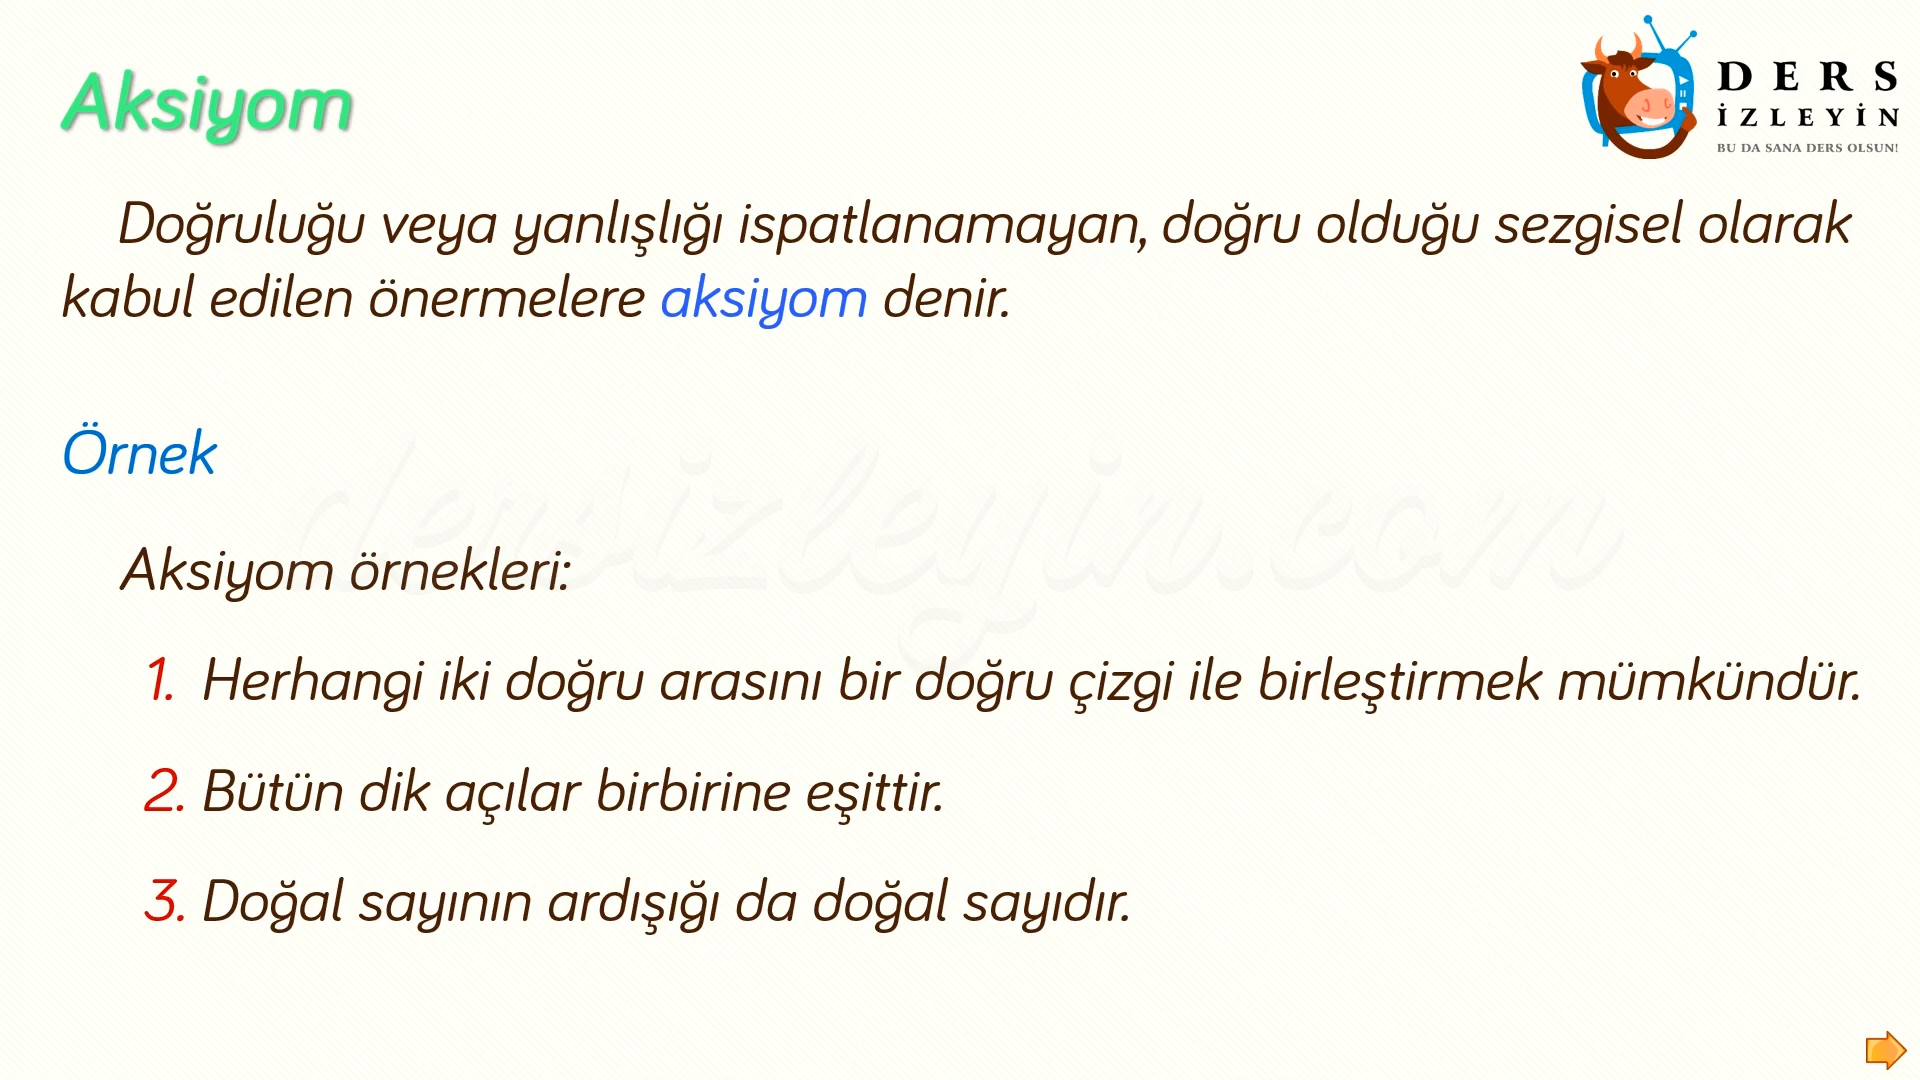 Aksiyom
DERS
İZLEYİN
BU DA SANA DERS OLSUN!
Doğruluğu veya yanlışlığı ispatlanamayan, doğru olduğu sezgisel olarak
kabul edilen önermelere aksiyom denir.
Örnek
dersizleyin.com
Aksiyom örnekleri:
1. Herhangi iki doğru arasını bir doğru çizgi ile birleştirmek mümkündür.
2. Bütün dik açılar birbirine eşittir.
3. Doğal sayının ardışığı da doğal sayıdır.